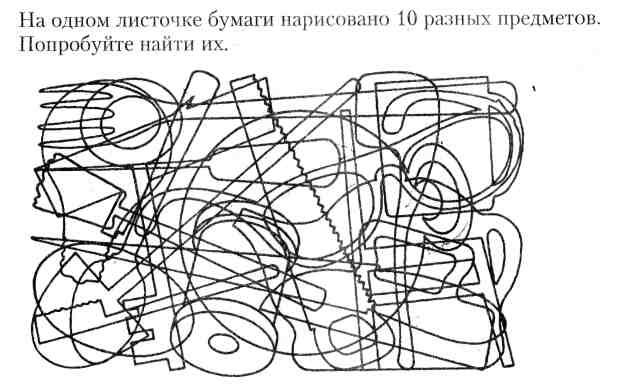 На одном листочке бумаги нарисовано 10 разных предметов.
Попробуйте найти их.